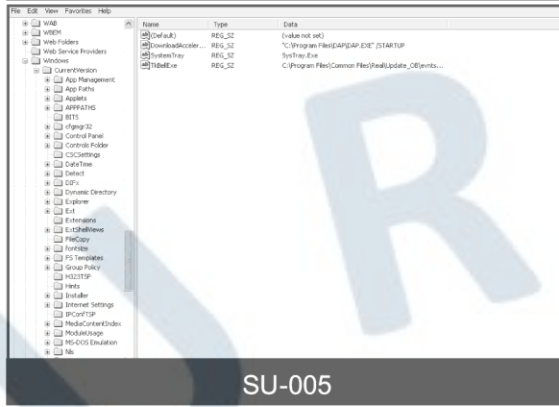 File Edit View Favorites Help
WAB
WBEM
Web Folders
Web Service Providers
Windows
CurrentVersion
App Management
App Paths
Applets
APPPATHS
BITS
cfgmgr32
Control Panel
Controls Folder
CSCSettings
DateTime
Detect
DIFx
Dynamic Directory
Explorer
Ext
Extensions
ExtShellViews
FileCopy
Fontsize
FS Templates
Group Policy
H323TSP
Hints
Installer
Internet Settings
IPConfTSP
MediaContentIndex
ModuleUsage
MS-DOS Emulation
Nls
Name Type Data
(Default) REG_SZ (value not set)
DownloadAcceler... REG_SZ "C:\Program Files\DAP\DAP.EXE" /STARTUP
SystemTray REG_SZ SysTray.Exe
TkBellExe REG_SZ C:\Program Files\Common Files\Real\Update_OB\evnts...
SU-005